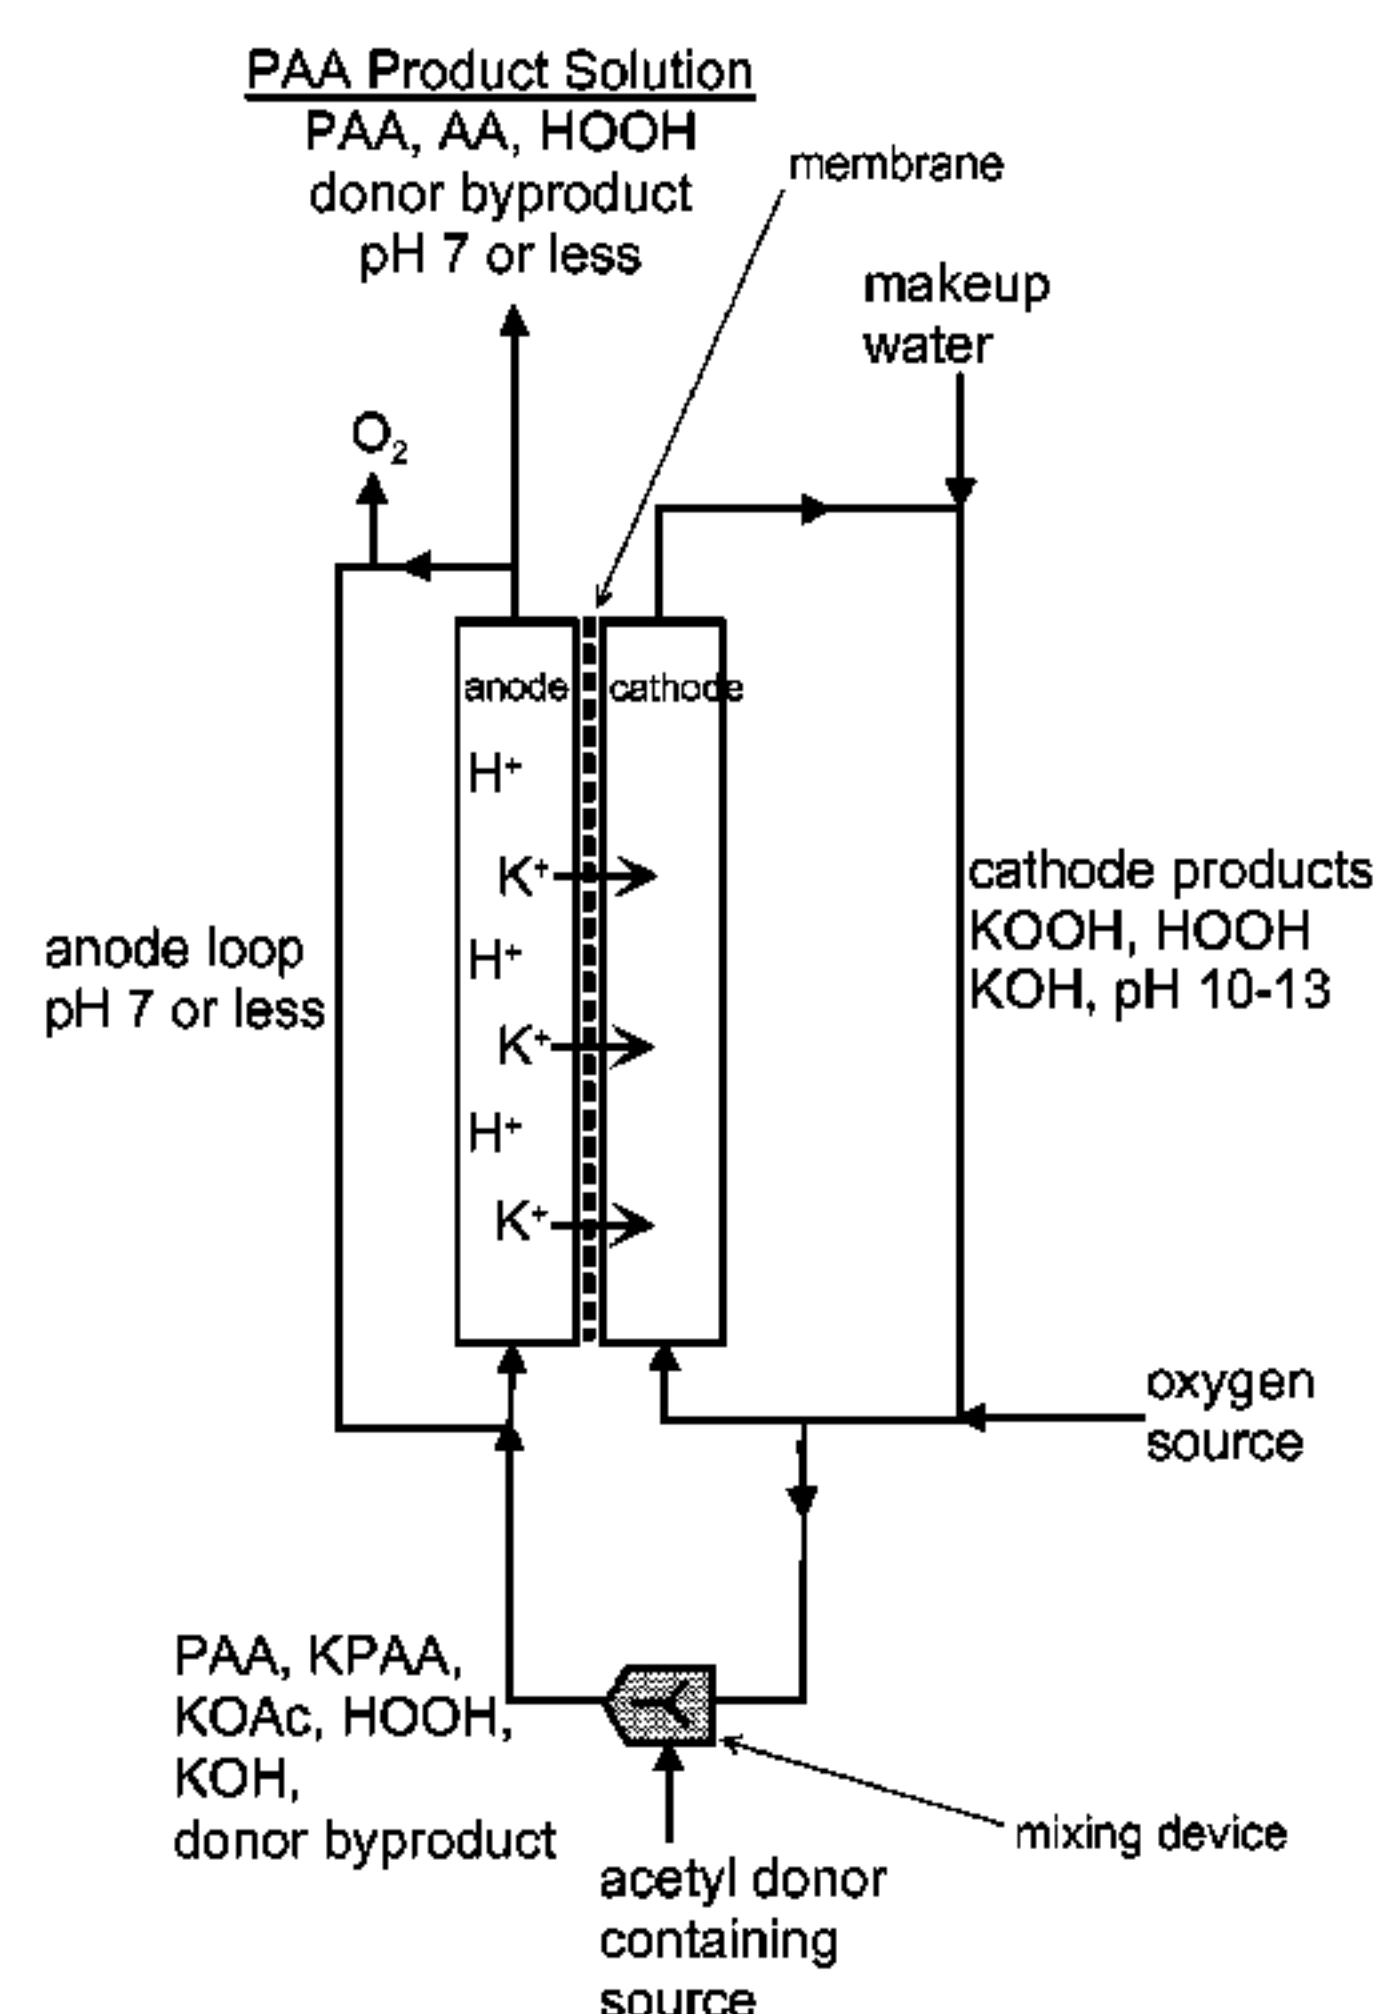 PAA Product Solution
PAA, AA, HOOH
donor byproduct
pH 7 or less
membrane
makeup
water
O₂
anode
cathode
H⁺
K⁺
H⁺
K⁺
H⁺
K⁺
anode loop
pH 7 or less
cathode products
KOOH, HOOH
KOH, pH 10-13
oxygen
source
PAA, KPAA,
KOAc, HOOH,
KOH,
donor byproduct
mixing device
acetyl donor
containing
source